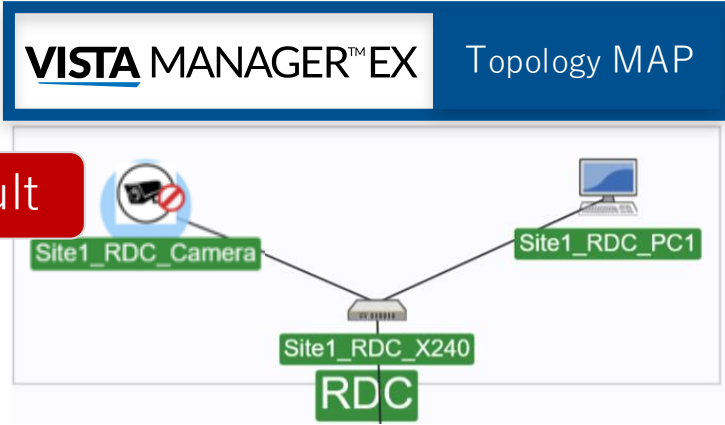 VISTA MANAGER™ EX
Topology MAP
ult
Site1_RDC_Camera
Site1_RDC_PC1
Site1_RDC_X240
RDC